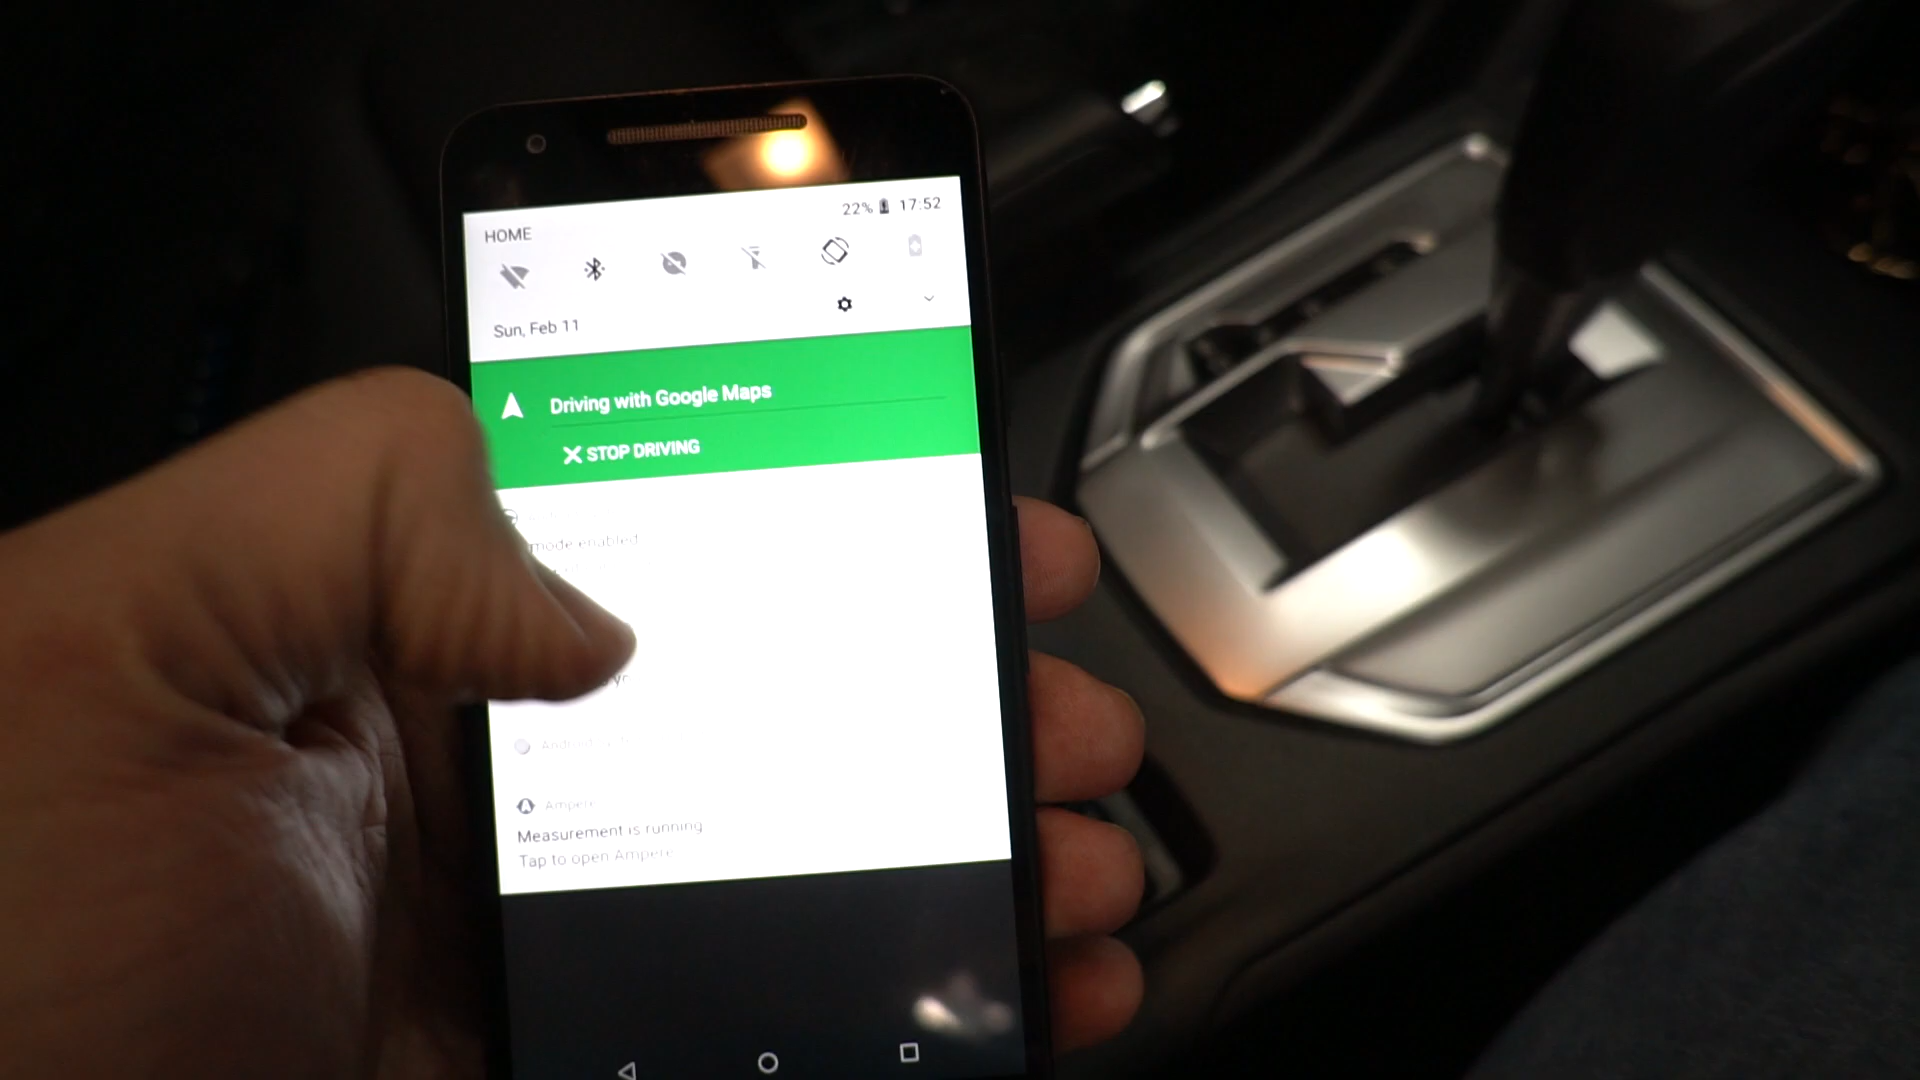 22% 17:52
HOME
Sun, Feb 11
Driving with Google Maps
STOP DRIVING
mode enabled
Android
Ampere
Measurement is running
Tap to open Ampere